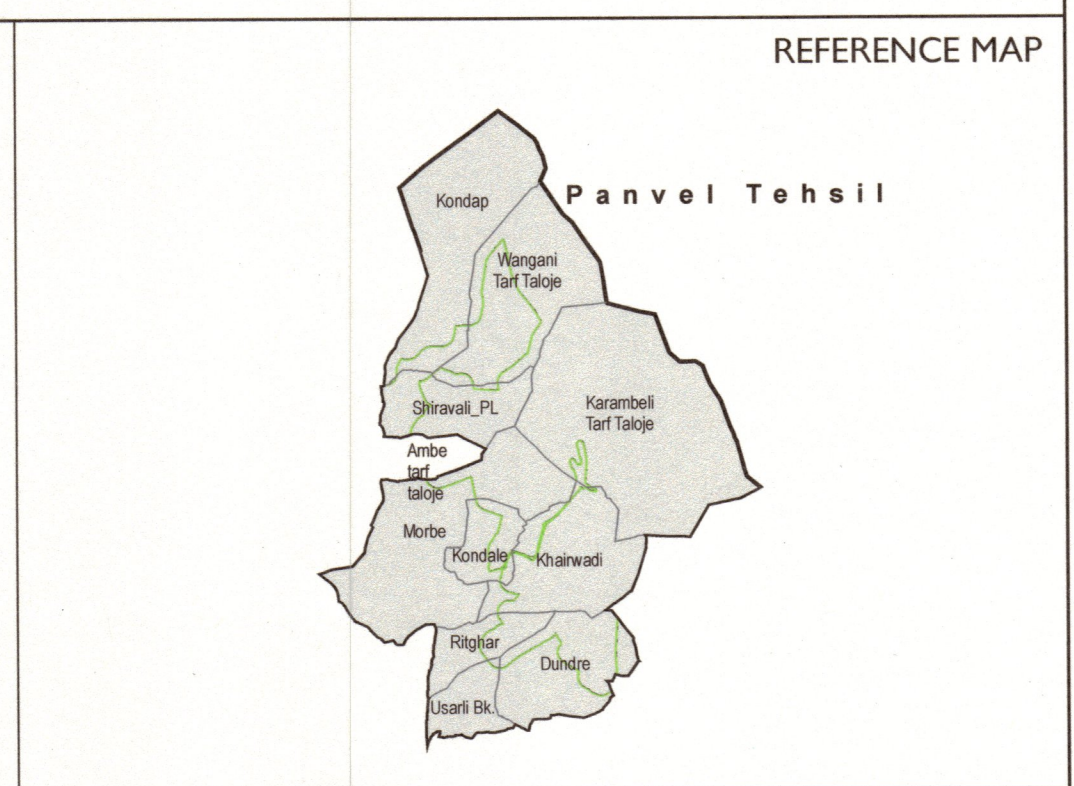 REFERENCE MAP
Panvel Tehsil
Kondap
Wangani
Tarf Taloje
Karambeli
Tarf Taloje
Shiravali_PL
Ambe
tarf
taloje
Morbe
Kondale
Khairwadi
Ritghar
Dundre
Usarli Bk.